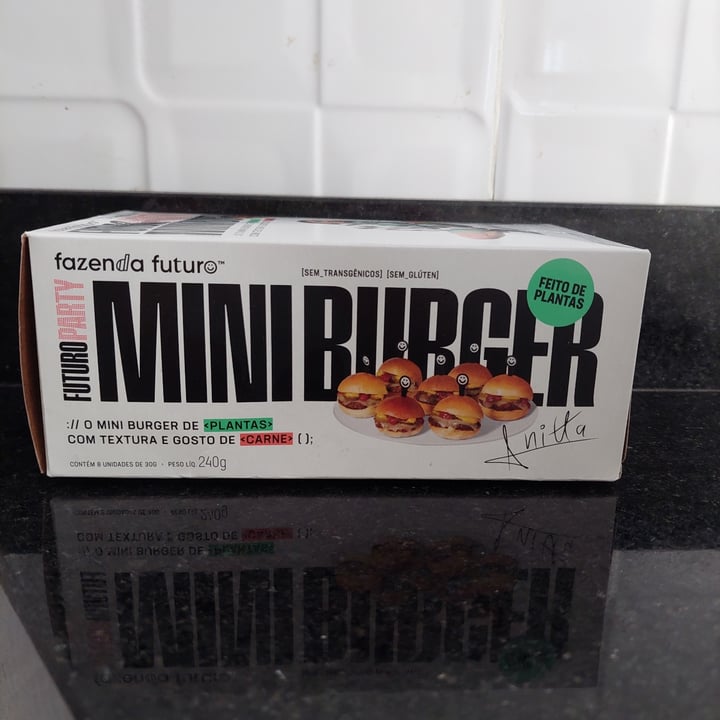 fazenda futuro™
[SEM_TRANSGÊNICOS] [SEM_GLÚTEN]
FEITO DE
PLANTAS
FUTURO PARTY
MINI BURGER
:// O MINI BURGER DE <PLANTAS>
COM TEXTURA E GOSTO DE <CARNE> ( );
Anitta
CONTÉM 8 UNIDADES DE 30G · PESO LÍQ. 240g